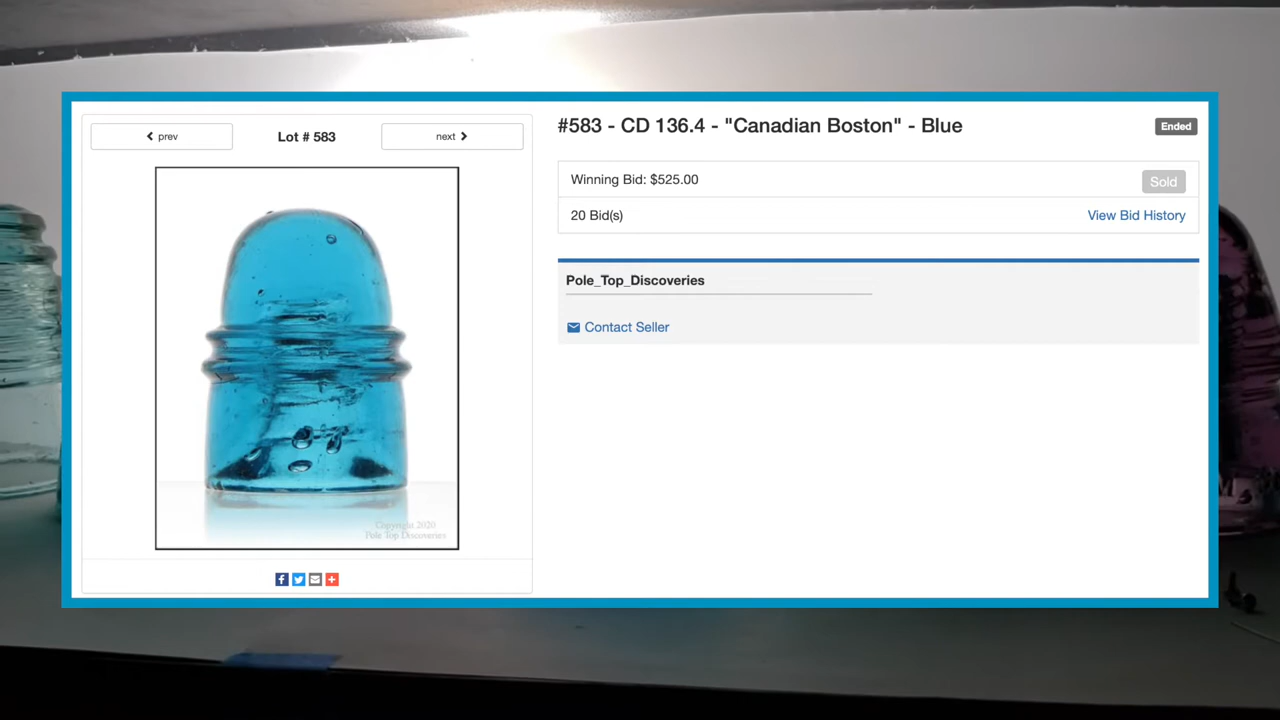 prev
Lot # 583
next
#583 - CD 136.4 - "Canadian Boston" - Blue
Ended
Winning Bid: $525.00
Sold
20 Bid(s)
View Bid History
Pole_Top_Discoveries
Contact Seller
Copyright 2020
Pole Top Discoveries